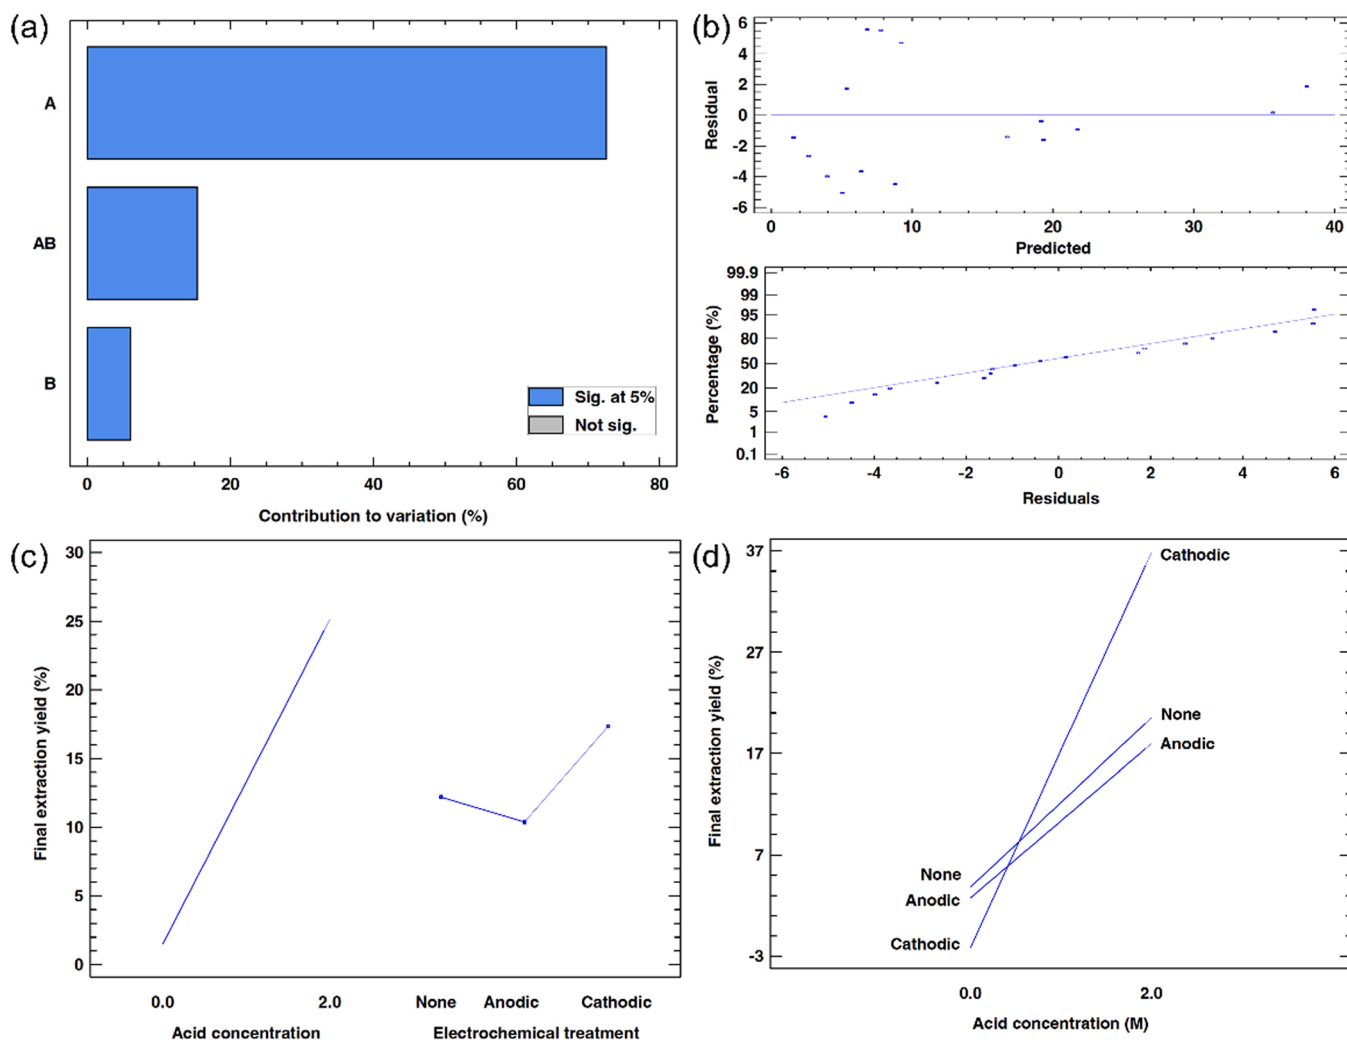 (a)
A
AB
B
Sig. at 5%
Not sig.
0 20 40 60 80
Contribution to variation (%)
(b)
6
4
2
0
-2
-4
-6
Residual
0 10 20 30 40
Predicted
99.9
99
95
80
50
20
5
1
0.1
Percentage (%)
-6 -4 -2 0 2 4 6
Residuals
(c)
30
25
20
15
10
5
0
Final extraction yield (%)
0.0 2.0 None Anodic Cathodic
Acid concentration Electrochemical treatment
(d)
37
27
17
7
-3
Final extraction yield (%)
Cathodic
None
Anodic
None
Anodic
Cathodic
0.0 2.0
Acid concentration (M)